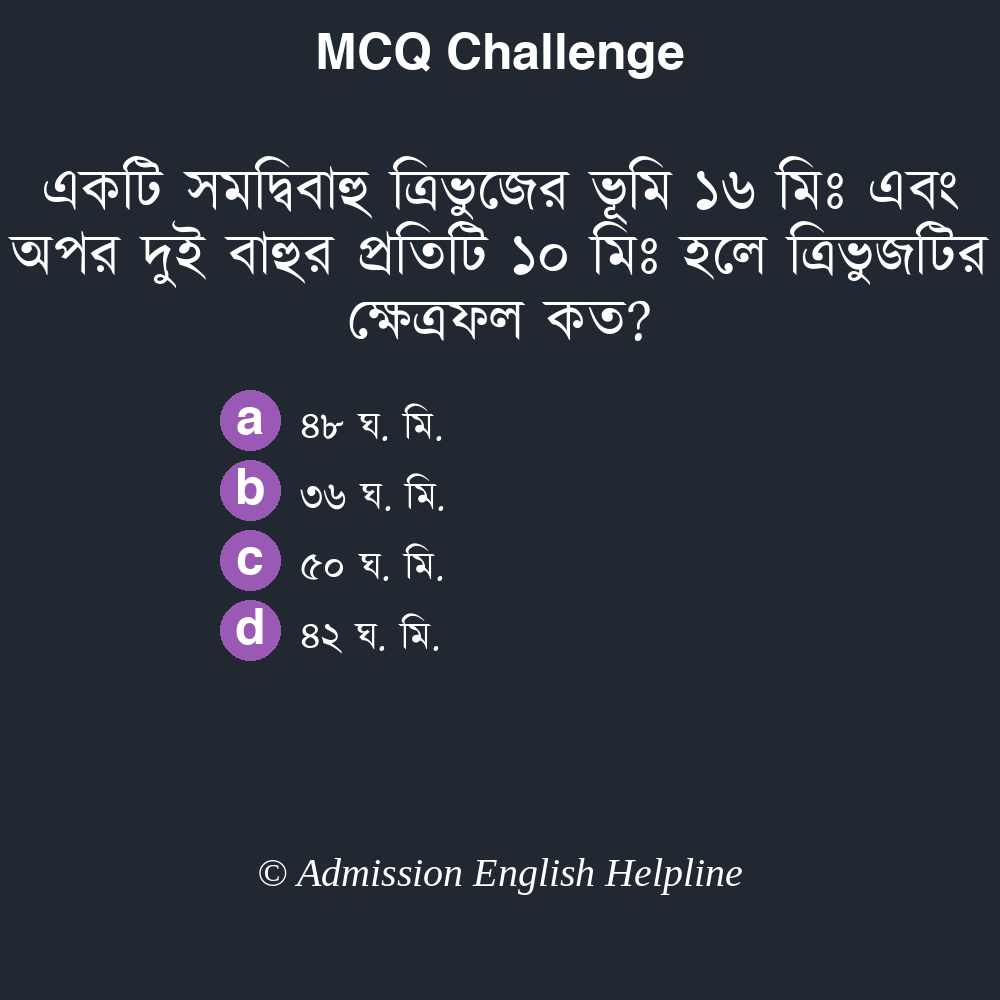 MCQ Challenge
একটি সমদ্বিবাহু ত্রিভুজের ভূমি ১৬ মিঃ এবং
অপর দুই বাহুর প্রতিটি ১০ মিঃ হলে ত্রিভুজটির
ক্ষেত্রফল কত?
a ৪৮ ঘ. মি.
b ৩৬ ঘ. মি.
c ৫০ ঘ. মি.
d ৪২ ঘ. মি.
© Admission English Helpline